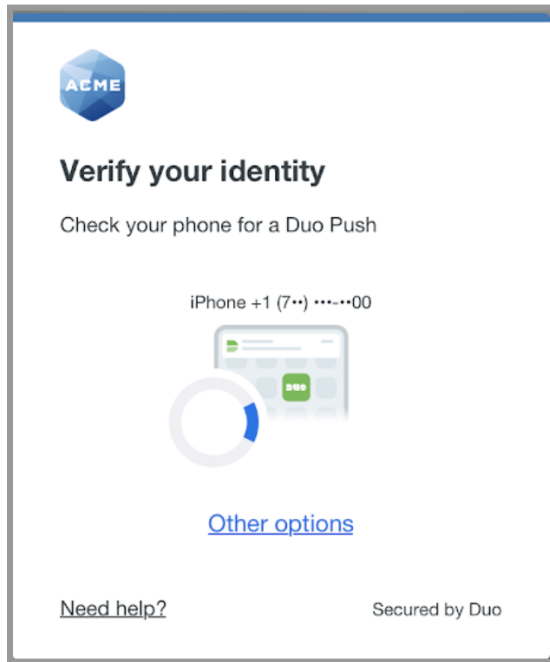 ACME
Verify your identity
Check your phone for a Duo Push
iPhone +1 (7••) •••-••00
DUO
Other options
Need help?
Secured by Duo